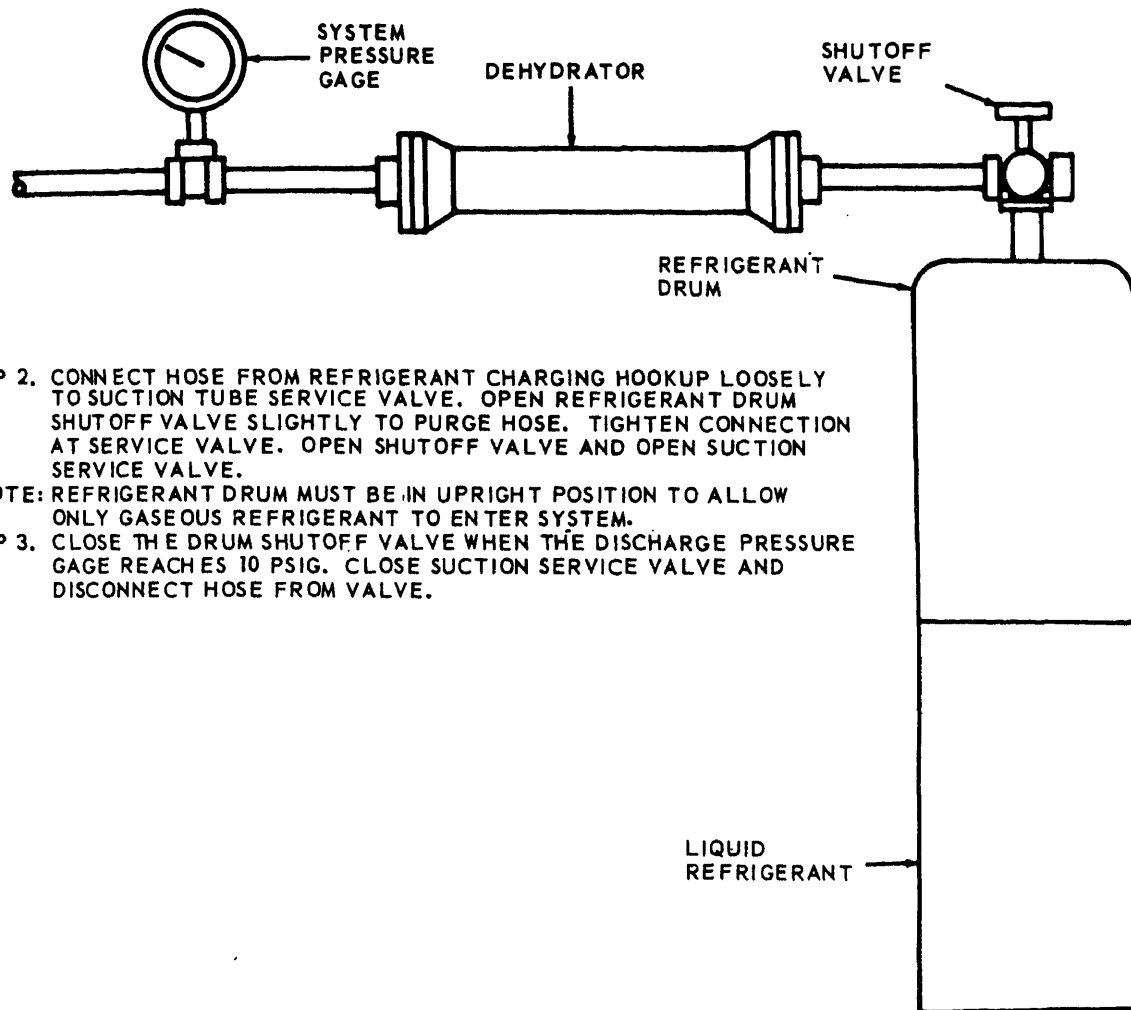 SYSTEM
PRESSURE
GAGE
DEHYDRATOR
SHUTOFF
VALVE
REFRIGERANT
DRUM
P 2. CONNECT HOSE FROM REFRIGERANT CHARGING HOOKUP LOOSELY
TO SUCTION TUBE SERVICE VALVE. OPEN REFRIGERANT DRUM
SHUTOFF VALVE SLIGHTLY TO PURGE HOSE. TIGHTEN CONNECTION
AT SERVICE VALVE. OPEN SHUTOFF VALVE AND OPEN SUCTION
SERVICE VALVE.
OTE: REFRIGERANT DRUM MUST BE IN UPRIGHT POSITION TO ALLOW
ONLY GASEOUS REFRIGERANT TO ENTER SYSTEM.
P 3. CLOSE THE DRUM SHUTOFF VALVE WHEN THE DISCHARGE PRESSURE
GAGE REACHES 10 PSIG. CLOSE SUCTION SERVICE VALVE AND
DISCONNECT HOSE FROM VALVE.
LIQUID
REFRIGERANT